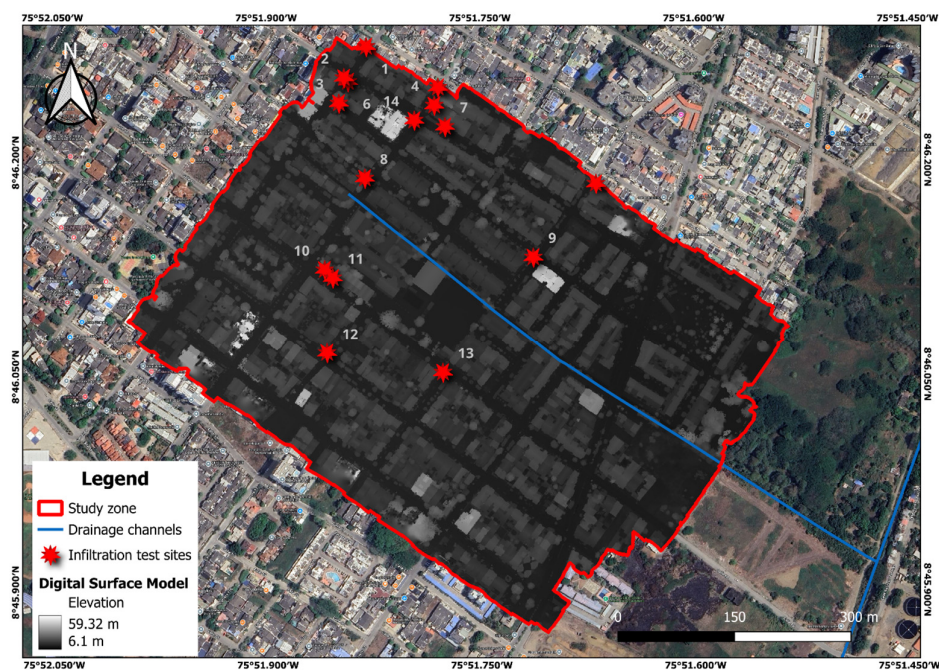 75°52.050'W 75°51.900'W 75°51.750'W 75°51.600'W 75°51.450'W
N
2
1
5
3
4
6
14
7
8
9
10
11
12
13
8°46.200'N
8°46.200'N
8°46.050'N
8°46.050'N
8°45.900'N
8°45.900'N
Legend
Study zone
Drainage channels
Infiltration test sites
Digital Surface Model
Elevation
59.32 m
6.1 m
0 150 300 m
75°52.050'W 75°51.900'W 75°51.750'W 75°51.600'W 75°51.450'W